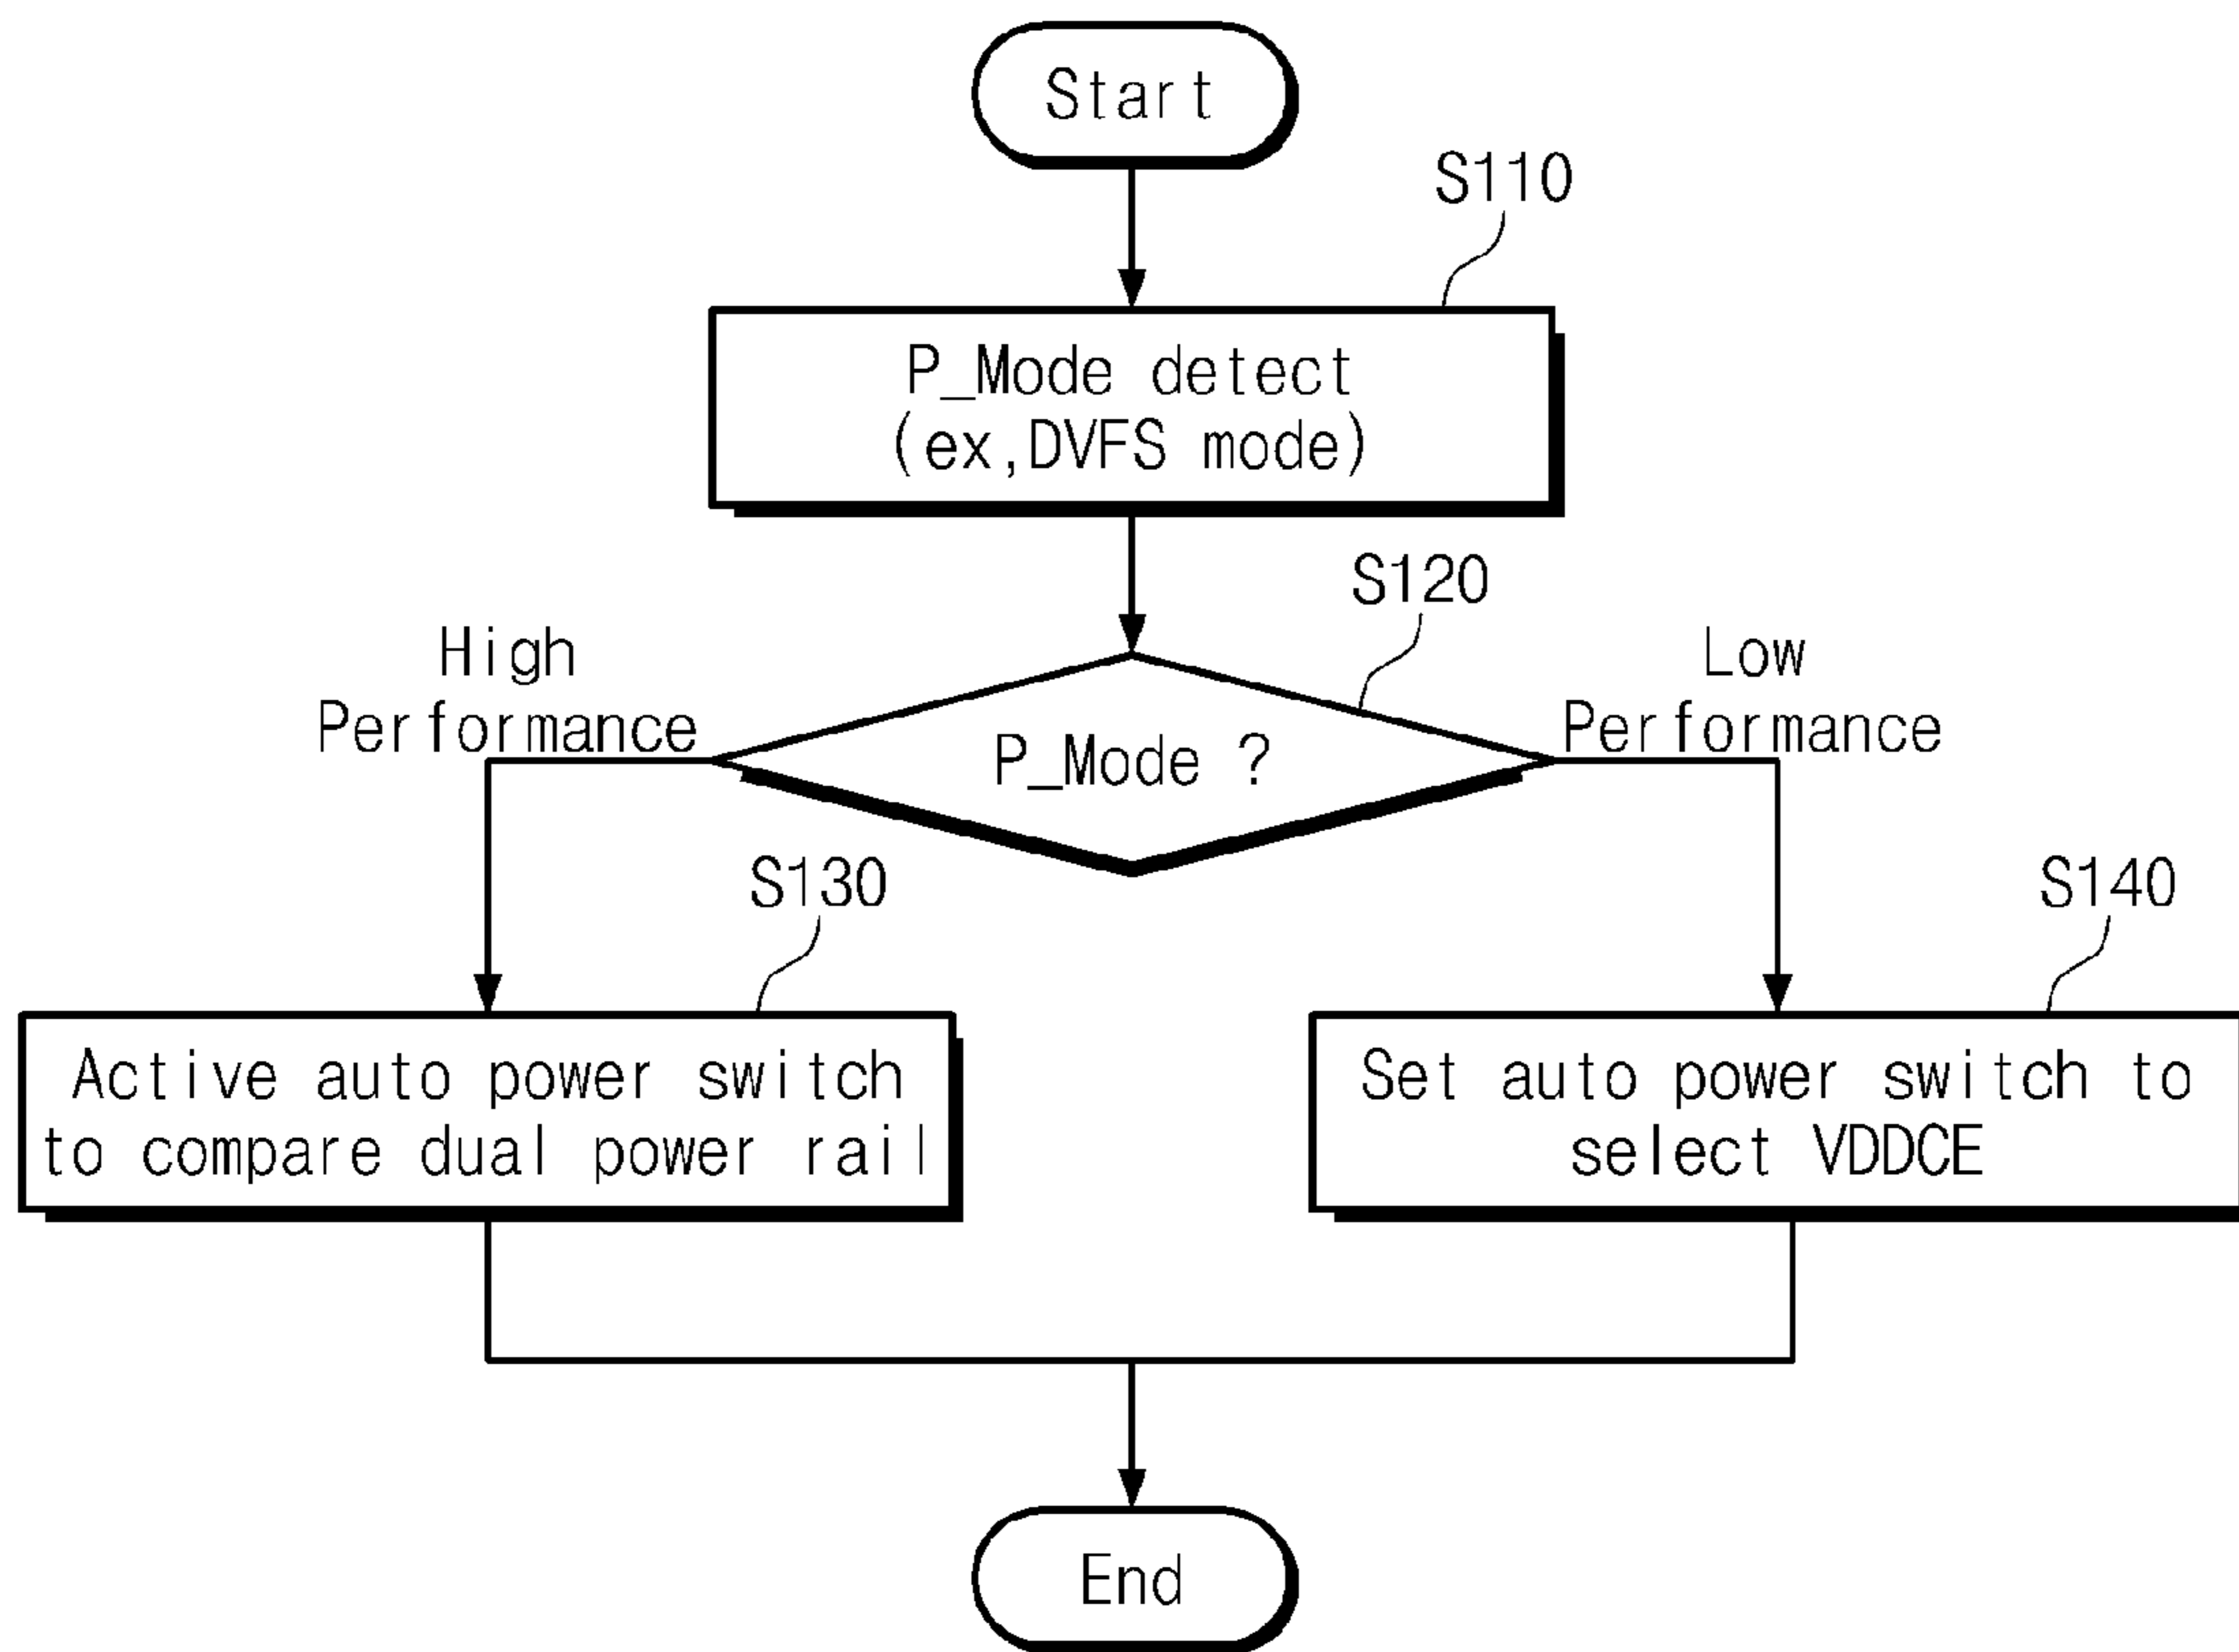 Start
S110
P_Mode detect
(ex,DVFS mode)
S120
High
Performance
Low
Performance
P_Mode ?
S130
S140
Active auto power switch
to compare dual power rail
Set auto power switch to
select VDDCE
End